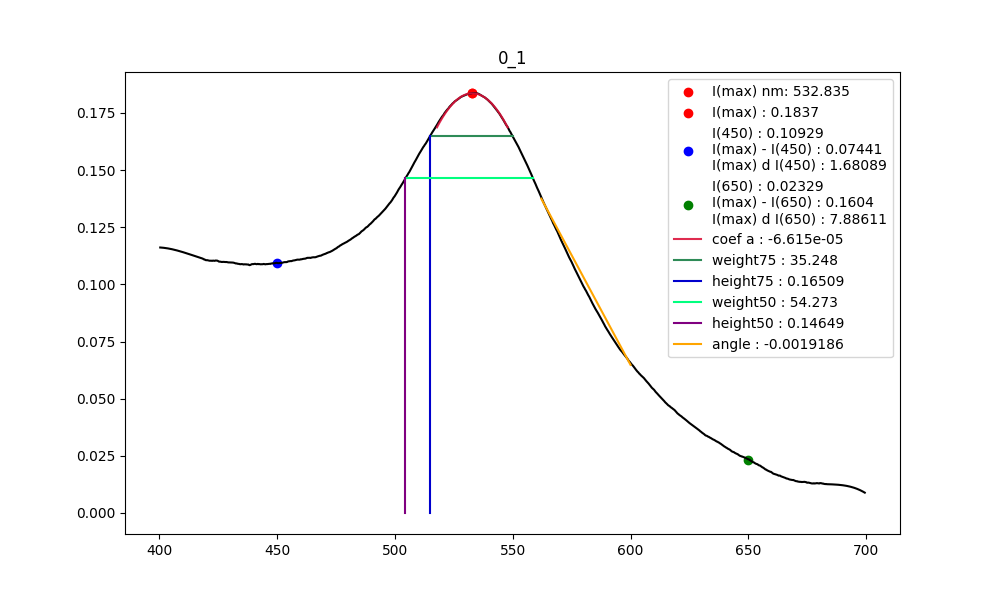 0_1
I(max) nm: 532.835
I(max) : 0.1837
I(450) : 0.10929
I(max) - I(450) : 0.07441
I(max) d I(450) : 1.68089
I(650) : 0.02329
I(max) - I(650) : 0.1604
I(max) d I(650) : 7.88611
coef a : -6.615e-05
weight75 : 35.248
height75 : 0.16509
weight50 : 54.273
height50 : 0.14649
angle : -0.0019186
0.175
0.150
0.125
0.100
0.075
0.050
0.025
0.000
400 450 500 550 600 650 700